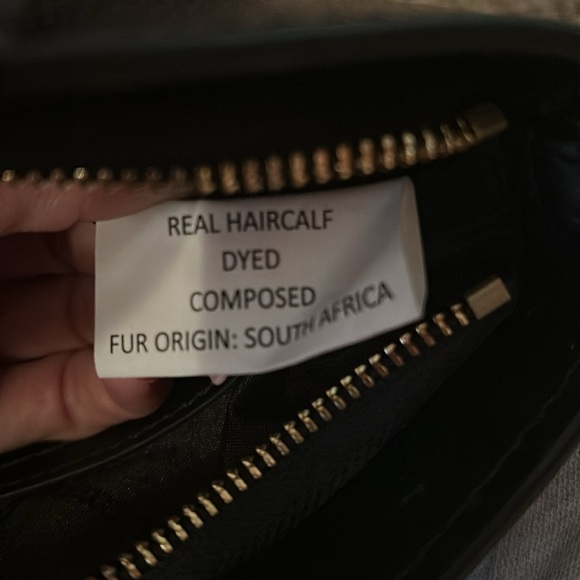 REAL HAIRCALF
DYED
COMPOSED
FUR ORIGIN: SOUTH AFRICA